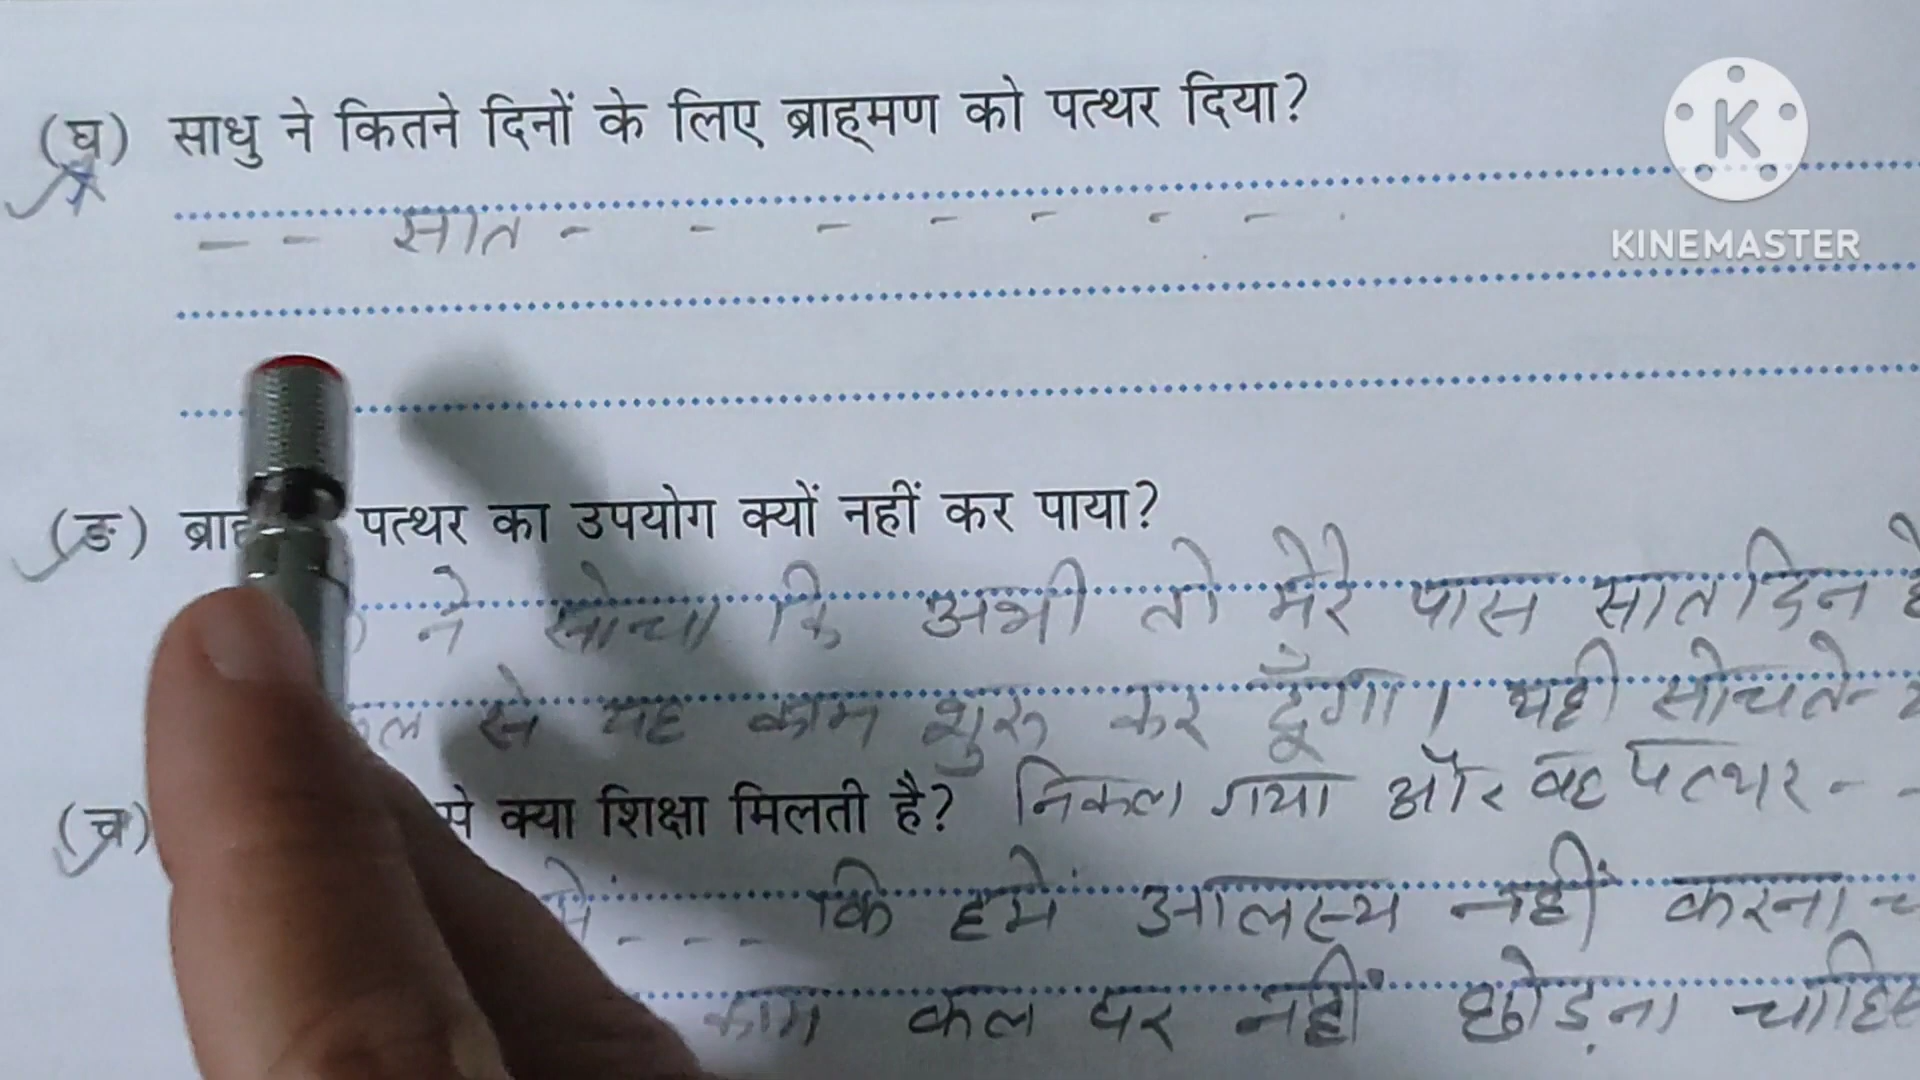 (घ) साधु ने कितने दिनों के लिए ब्राह्मण को पत्थर दिया?
-- सात - - - - - - -
(ङ) ब्राह पत्थर का उपयोग क्यों नहीं कर पाया?
ने सोचा कि अभी तो मेरे पास सात दिन है
से यह काम शुरू कर दूँगा। यही सोचते-
(च) से क्या शिक्षा मिलती है? निकल गया और वह पत्थर - -
--- कि हमें आलस्य नहीं करना
काम कल पर नहीं छोड़ना
K
KINEMASTER